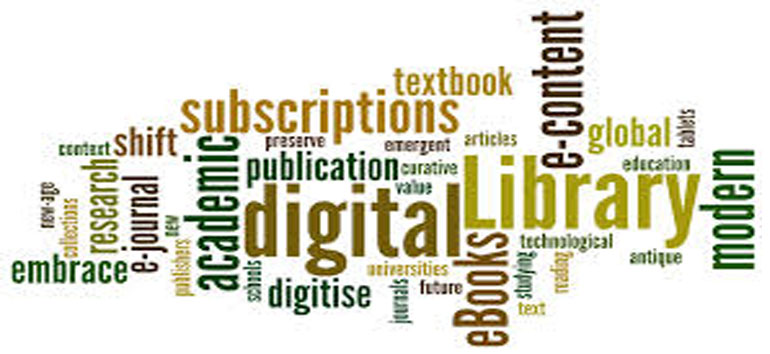 e-content
textbook
subscriptions
global
tablets
context
shift
academic
preserve
emergent
articles
publication
curative
value
Library
education
modern
new-age
collections
research
e-journal
new
publishers
digital
technological
antique
embrace
schools
digitise
universities
journals
future
eBooks
studying
reading
text